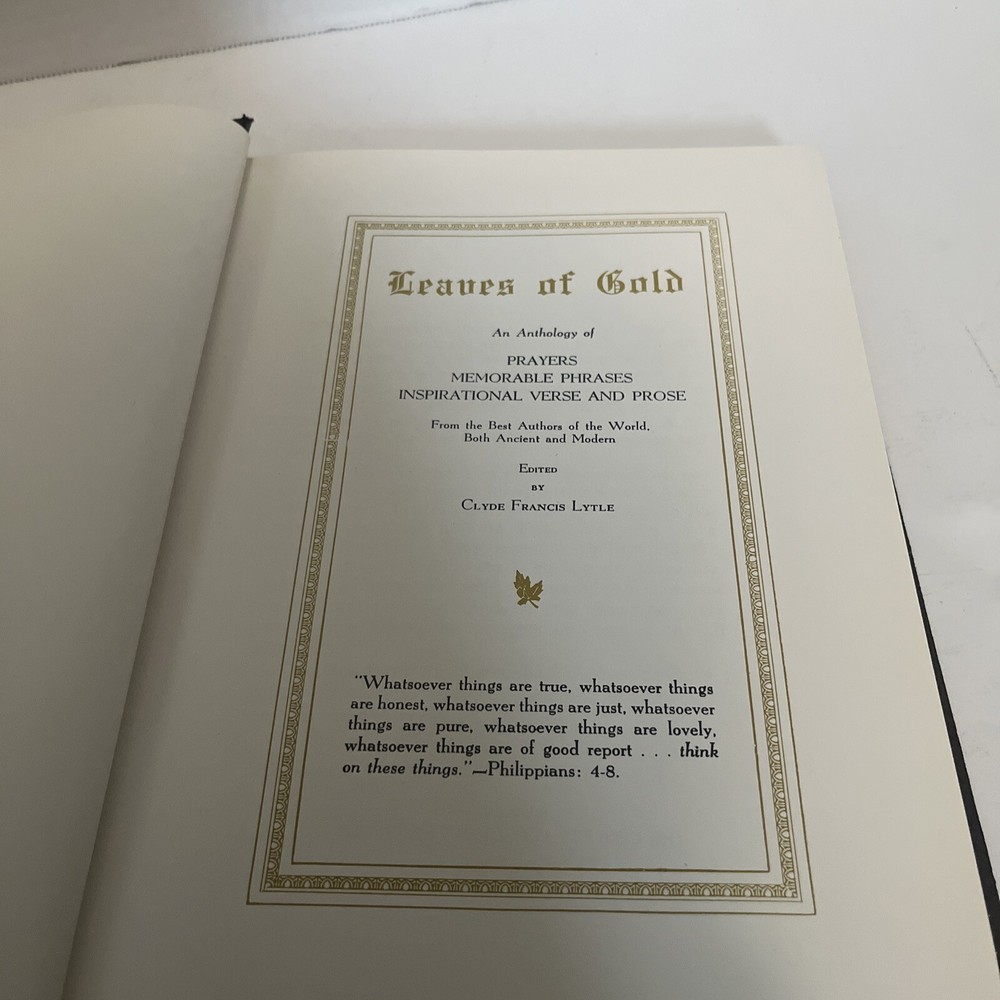 Leaves of Gold
An Anthology of
PRAYERS
MEMORABLE PHRASES
INSPIRATIONAL VERSE AND PROSE
From the Best Authors of the World,
Both Ancient and Modern
Edited
by
Clyde Francis Lytle
"Whatsoever things are true, whatsoever things
are honest, whatsoever things are just, whatsoever
things are pure, whatsoever things are lovely,
whatsoever things are of good report . . . think
on these things."—Philippians: 4-8.